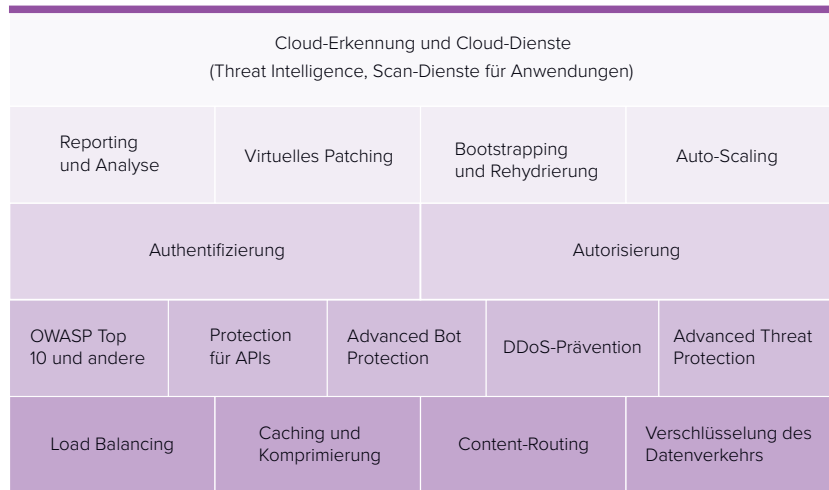 Cloud-Erkennung und Cloud-Dienste
(Threat Intelligence, Scan-Dienste für Anwendungen)
Reporting
und Analyse
Virtuelles Patching
Bootstrapping
und Rehydrierung
Auto-Scaling
Authentifizierung
Autorisierung
OWASP Top
10 und andere
Protection
für APIs
Advanced Bot
Protection
DDoS-Prävention
Advanced Threat
Protection
Load Balancing
Caching und
Komprimierung
Content-Routing
Verschlüsselung des
Datenverkehrs